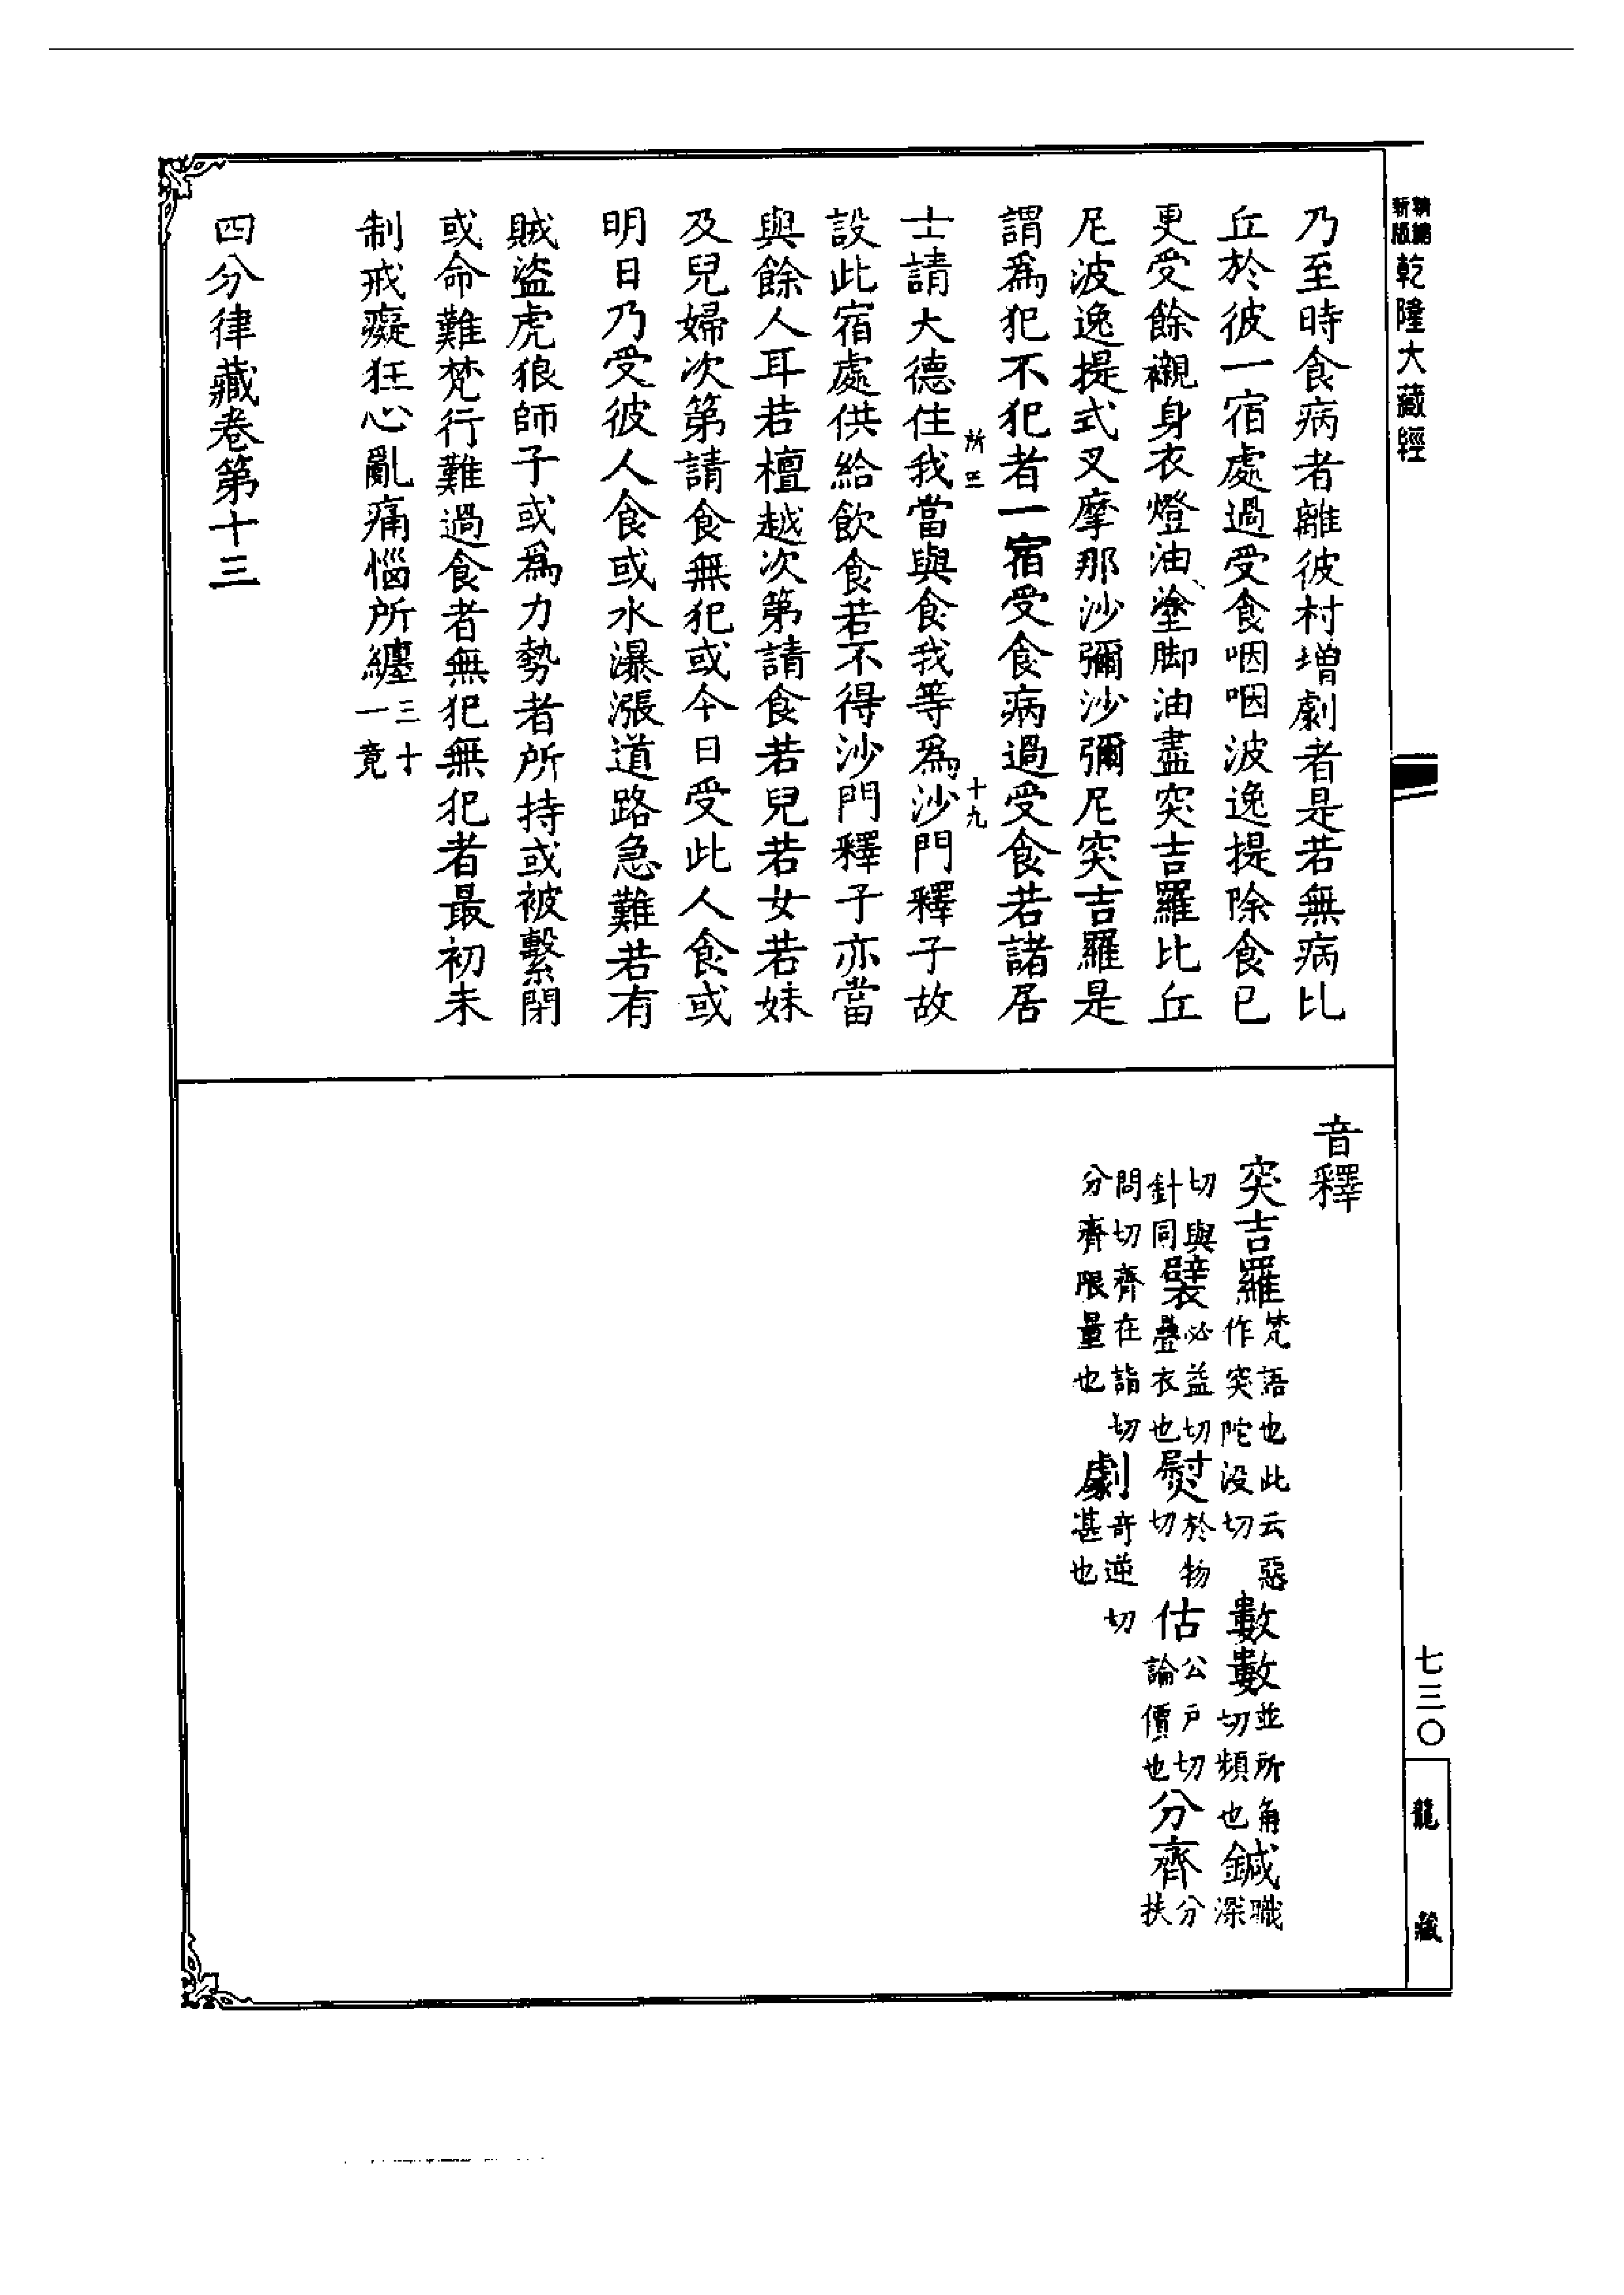 新編
新版
乾隆大藏經
乃至時食病者離彼村增劇者是若無病比
丘於彼一宿處過受食咽咽波逸提除食已
更受餘襯身衣燈油塗脚油盡突吉羅比丘
尼波逸提式叉摩那沙彌沙彌尼突吉羅是
謂爲犯不犯者一宿受食病過受食若諸居
士請大德住我當與食我等爲沙門釋子故
設此宿處供給飲食若不得沙門釋子亦當
與餘人耳若檀越次第請食若兒若女若妹
及兒婦次第請食無犯或今日受此人食或
明日乃受彼人食或水瀑漲道路急難若有
賊盜虎狼師子或爲力勢者所持或被繫閉
或命難梵行難過食者無犯無犯者最初未
制戒癡狂心亂痛惱所纏三十一竟
四分律藏卷第十三
十九
音釋
突吉羅梵語也此云惡作突陀没切 數數並所角切頻也 鍼職深
切與針同 襞必益切疊衣也 熨於物切 估公戶切論價也 分齊分扶
問切齊在詣切分齊限量也 劇竒逆切甚也
七三〇
龍藏